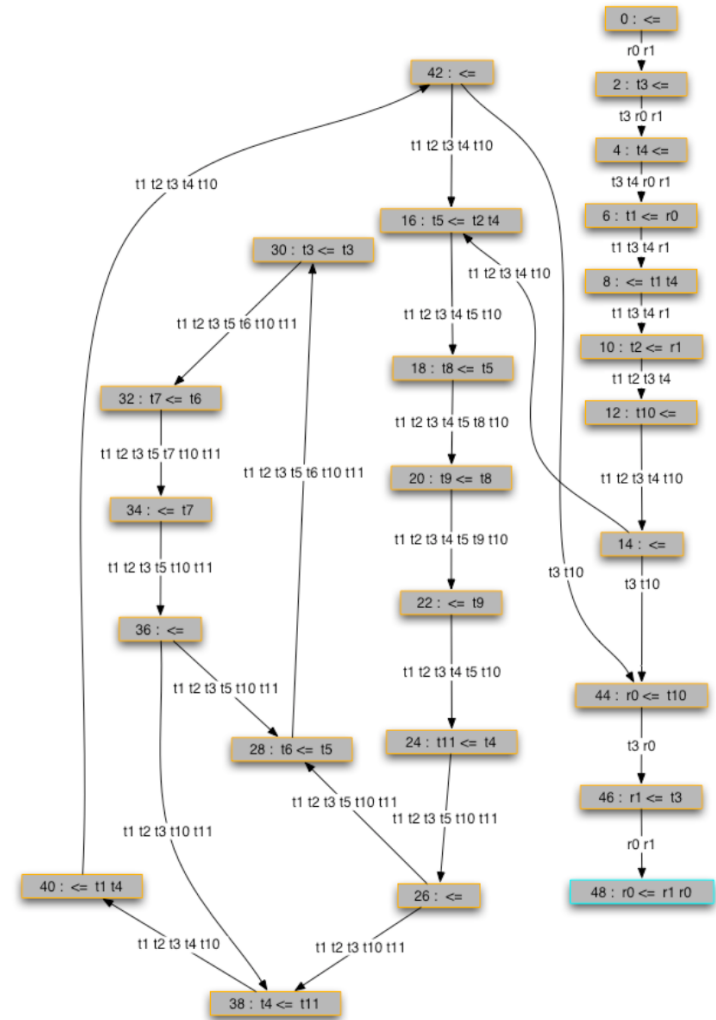 0 : <=
r0 r1
42 : <=
2 : t3 <=
t3 r0 r1
t1 t2 t3 t4 t10
4 : t4 <=
t1 t2 t3 t4 t10
t3 t4 r0 r1
16 : t5 <= t2 t4
6 : t1 <= r0
30 : t3 <= t3
t1 t3 t4 r1
t1 t2 t3 t4 t10
8 : <= t1 t4
t1 t2 t3 t5 t6 t10 t11
t1 t2 t3 t4 t5 t10
t1 t3 t4 r1
10 : t2 <= r1
18 : t8 <= t5
t1 t2 t3 t4
32 : t7 <= t6
12 : t10 <=
t1 t2 t3 t4 t5 t8 t10
t1 t2 t3 t5 t7 t10 t11
t1 t2 t3 t5 t6 t10 t11
20 : t9 <= t8
t1 t2 t3 t4 t10
34 : <= t7
t1 t2 t3 t4 t5 t9 t10
14 : <=
t1 t2 t3 t5 t10 t11
t3 t10
t3 t10
22 : <= t9
36 : <=
t1 t2 t3 t4 t5 t10
t1 t2 t3 t5 t10 t11
44 : r0 <= t10
28 : t6 <= t5
24 : t11 <= t4
t3 r0
t1 t2 t3 t5 t10 t11
46 : r1 <= t3
t1 t2 t3 t5 t10 t11
t1 t2 t3 t10 t11
r0 r1
40 : <= t1 t4
26 : <=
48 : r0 <= r1 r0
t1 t2 t3 t4 t10
t1 t2 t3 t10 t11
38 : t4 <= t11